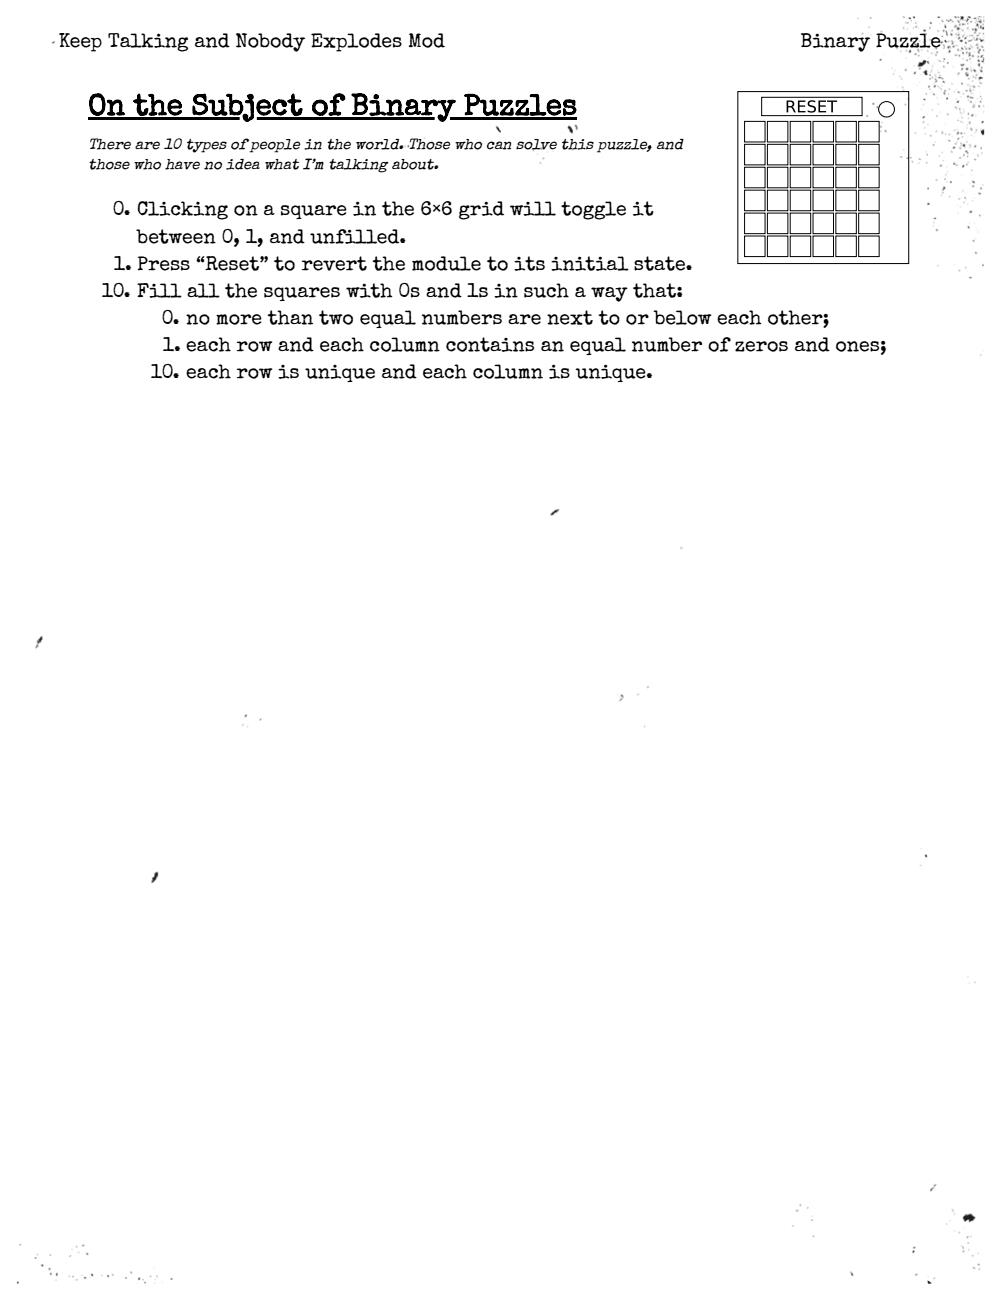 Keep Talking and Nobody Explodes Mod
Binary Puzzle
On the Subject of Binary Puzzles
RESET
There are 10 types of people in the world. Those who can solve this puzzle, and
those who have no idea what I'm talking about.
0. Clicking on a square in the 6×6 grid will toggle it
between 0, 1, and unfilled.
1. Press “Reset” to revert the module to its initial state.
10. Fill all the squares with 0s and 1s in such a way that:
0. no more than two equal numbers are next to or below each other;
1. each row and each column contains an equal number of zeros and ones;
10. each row is unique and each column is unique.